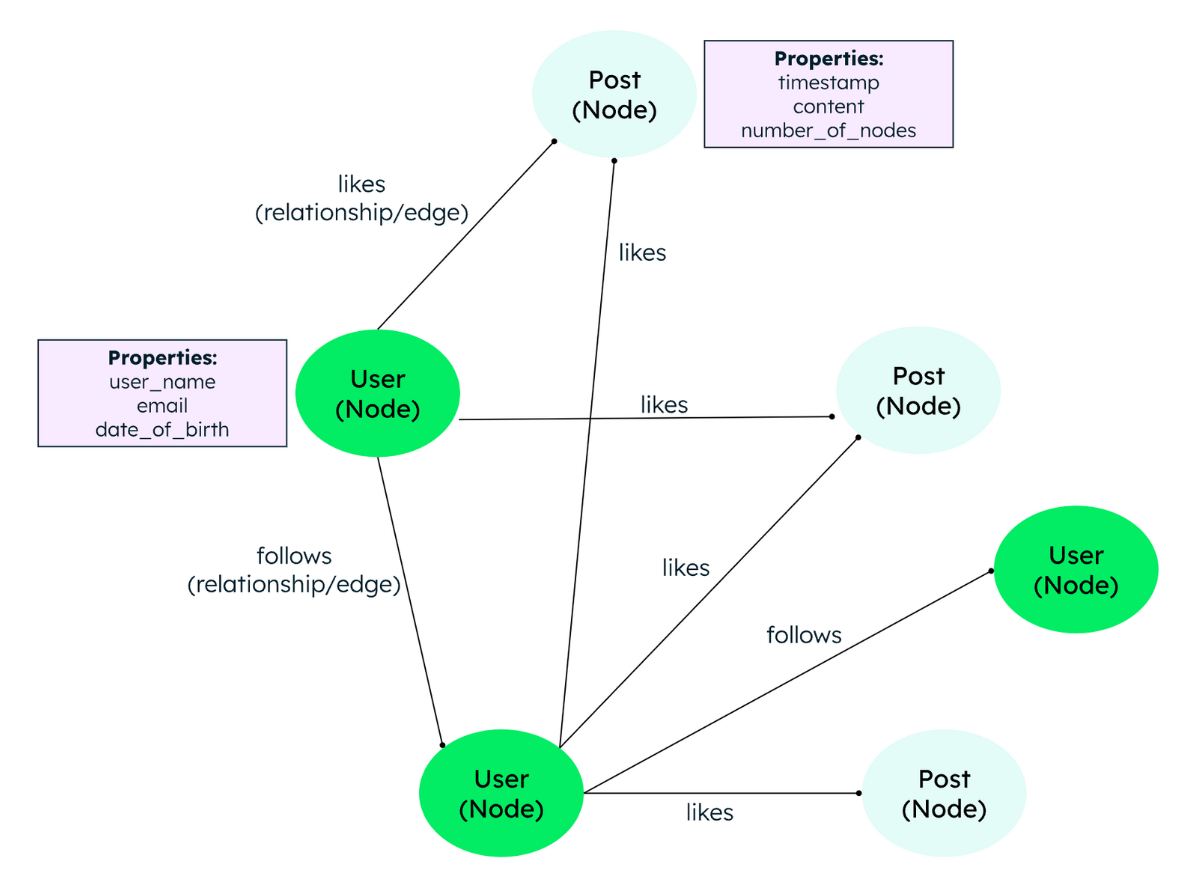 Post
(Node)
Properties:
timestamp
content
number_of_nodes
likes
(relationship/edge)
likes
Properties:
user_name
email
date_of_birth
User
(Node)
likes
Post
(Node)
follows
(relationship/edge)
likes
User
(Node)
follows
User
(Node)
likes
Post
(Node)